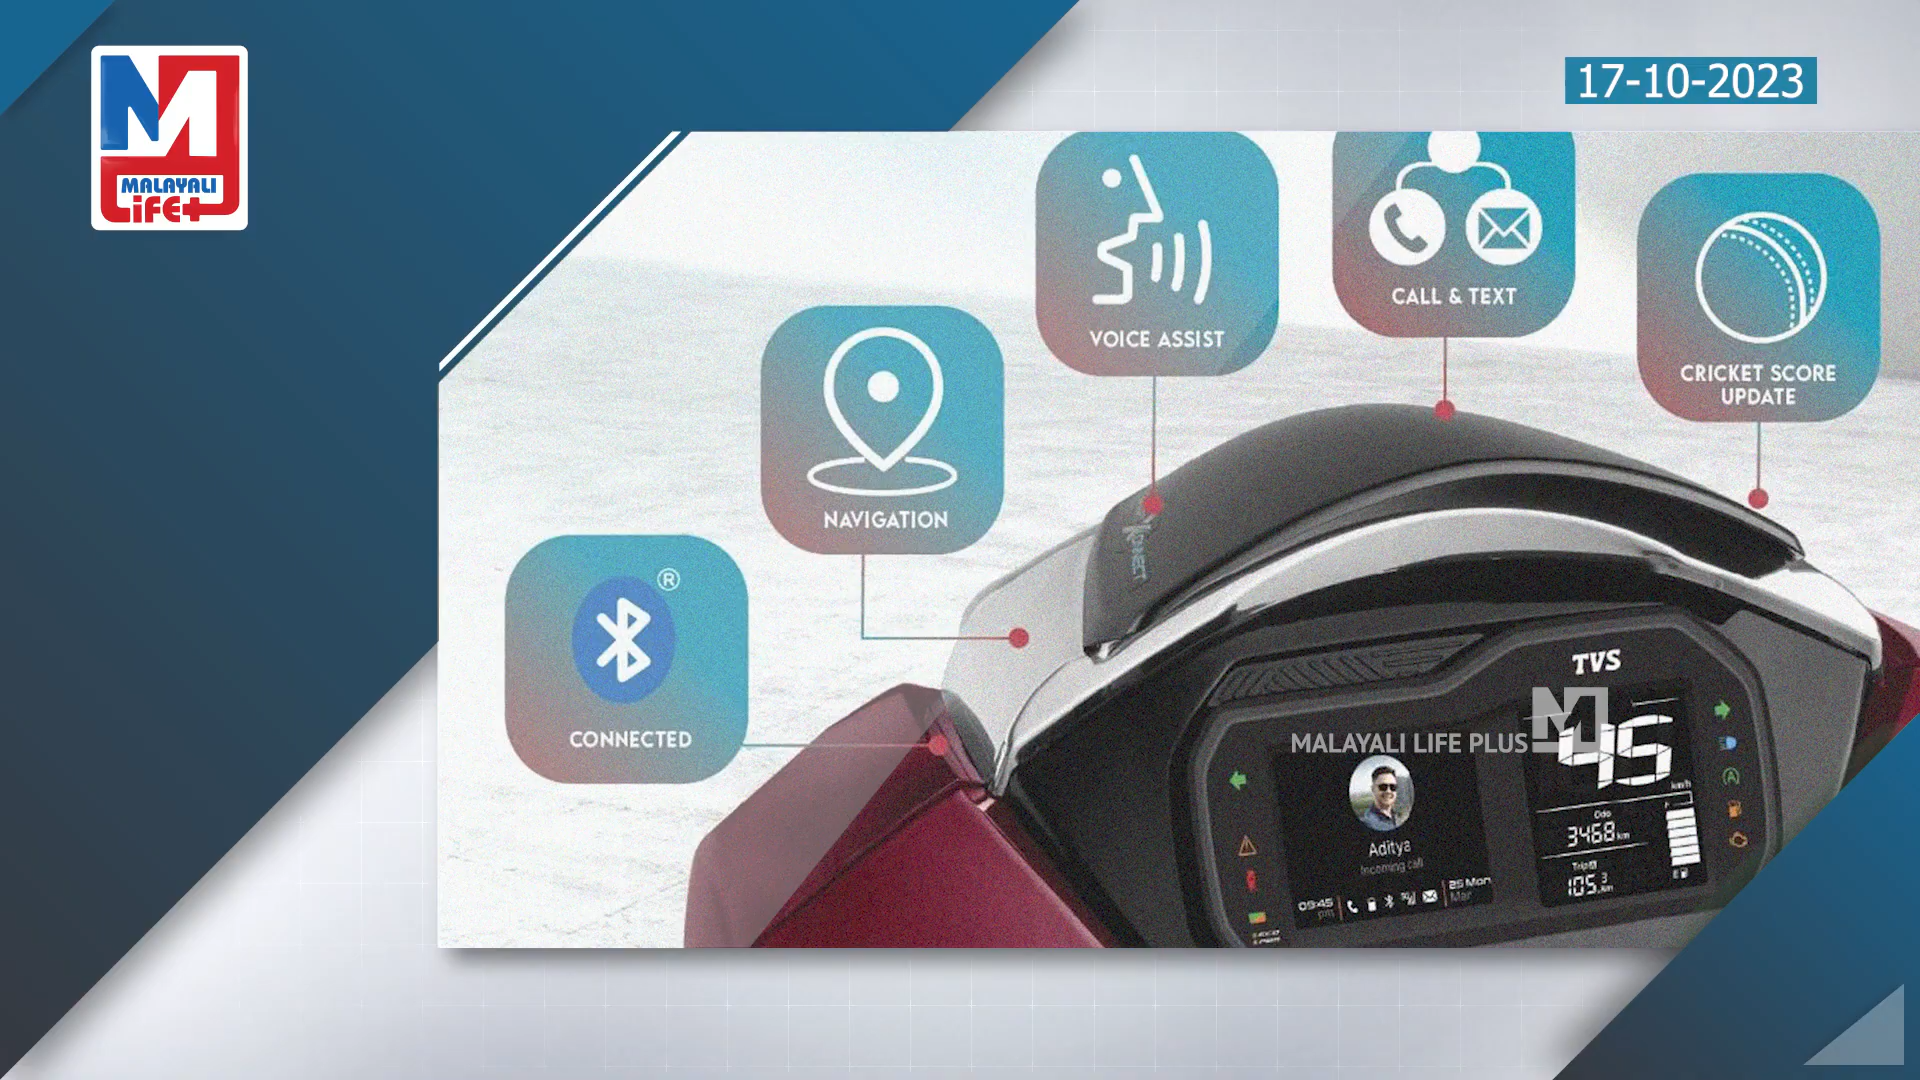 MALAYALI
LiFE+
17-10-2023
VOICE ASSIST
CALL & TEXT
CRICKET SCORE
UPDATE
NAVIGATION
®
CONNECTED
TVS
MALAYALI LIFE PLUS
45
km/h
Aditya
Incoming call
09:45
pm
25 Mon
Mar
Odo
3468 km
Trip A
105.3 km